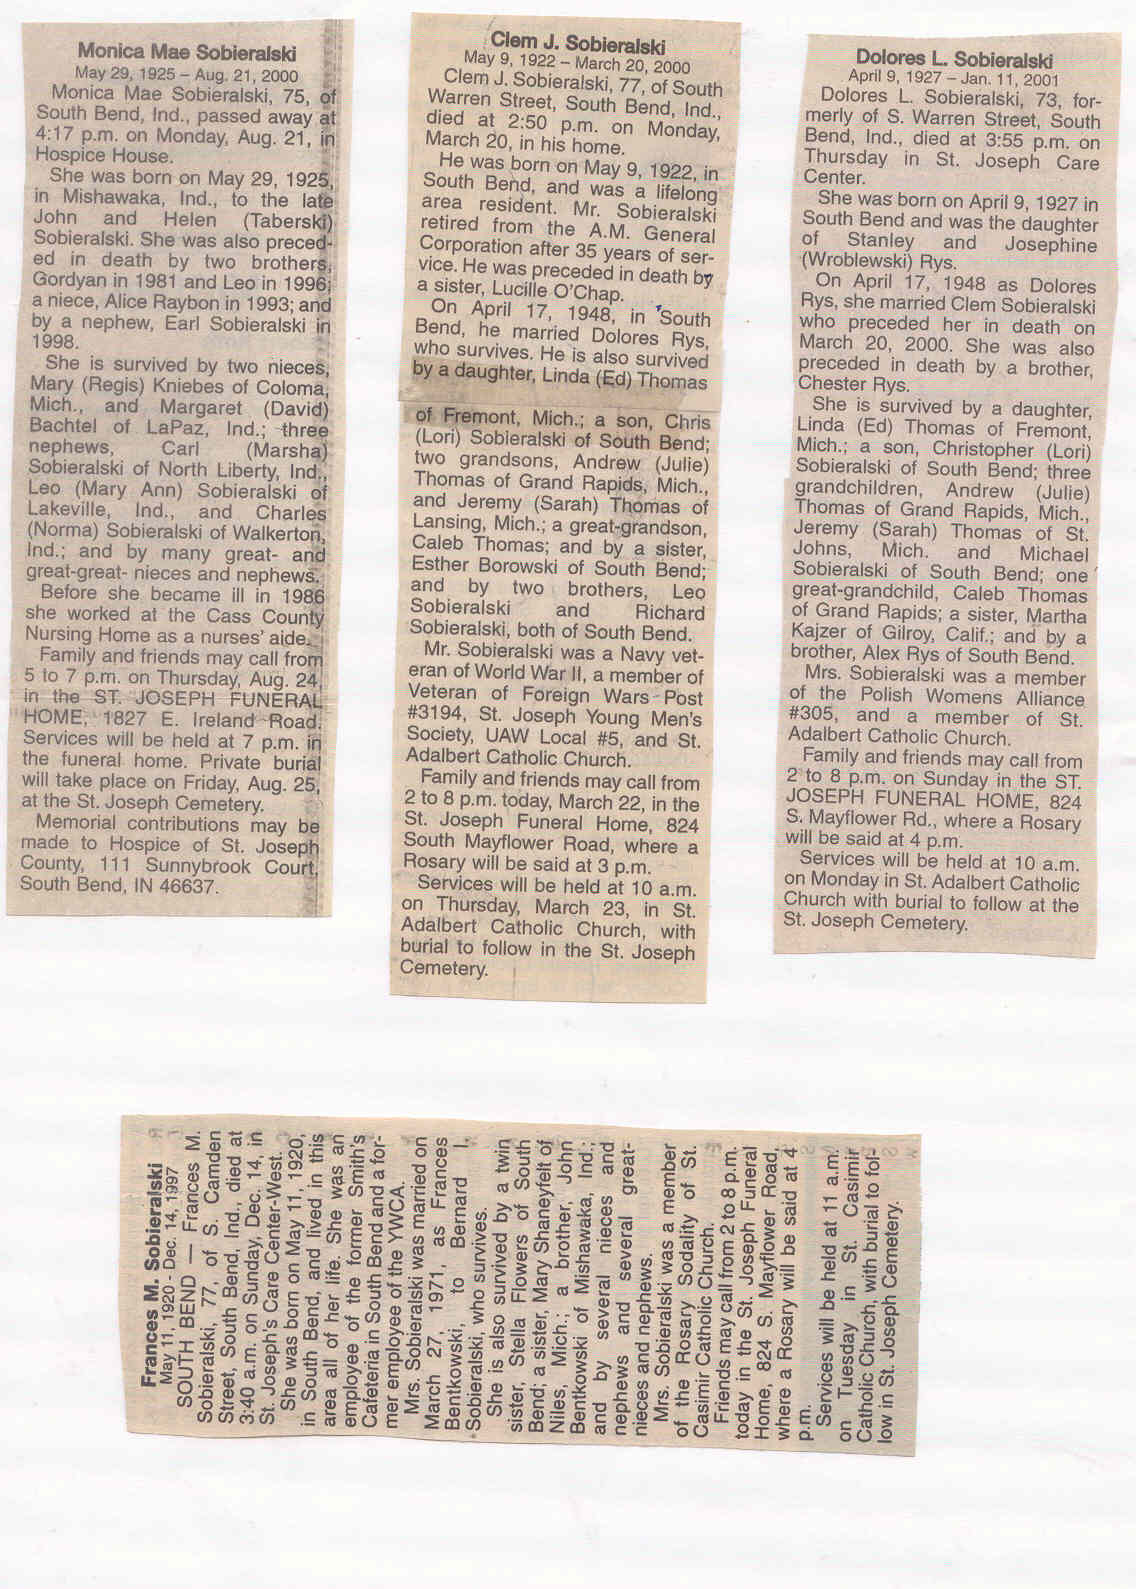 Monica Mae Sobieralski
May 29, 1925 – Aug. 21, 2000
Monica Mae Sobieralski, 75, of
South Bend, Ind., passed away at
4:17 p.m. on Monday, Aug. 21, in
Hospice House.
She was born on May 29, 1925,
in Mishawaka, Ind., to the late
John and Helen (Taberski)
Sobieralski. She was also preced-
ed in death by two brothers,
Gordyan in 1981 and Leo in 1996;
a niece, Alice Raybon in 1993; and
by a nephew, Earl Sobieralski in
1998.
She is survived by two nieces,
Mary (Regis) Kniebes of Coloma,
Mich., and Margaret (David)
Bachtel of LaPaz, Ind.; three
nephews, Carl (Marsha)
Sobieralski of North Liberty, Ind.,
Leo (Mary Ann) Sobieralski of
Lakeville, Ind., and Charles
(Norma) Sobieralski of Walkerton,
Ind.; and by many great- and
great-great- nieces and nephews.
Before she became ill in 1986
she worked at the Cass County
Nursing Home as a nurses' aide.
Family and friends may call from
5 to 7 p.m. on Thursday, Aug. 24,
in the ST. JOSEPH FUNERAL
HOME, 1827 E. Ireland Road.
Services will be held at 7 p.m. in
the funeral home. Private burial
will take place on Friday, Aug. 25,
at the St. Joseph Cemetery.
Memorial contributions may be
made to Hospice of St. Joseph
County, 111 Sunnybrook Court,
South Bend, IN 46637.
Clem J. Sobieralski
May 9, 1922 – March 20, 2000
Clem J. Sobieralski, 77, of South
Warren Street, South Bend, Ind.,
died at 2:50 p.m. on Monday,
March 20, in his home.
He was born on May 9, 1922, in
South Bend, and was a lifelong
area resident. Mr. Sobieralski
retired from the A.M. General
Corporation after 35 years of ser-
vice. He was preceded in death by
a sister, Lucille O'Chap.
On April 17, 1948, in South
Bend, he married Dolores Rys,
who survives. He is also survived
by a daughter, Linda (Ed) Thomas
of Fremont, Mich.; a son, Chris
(Lori) Sobieralski of South Bend;
two grandsons, Andrew (Julie)
Thomas of Grand Rapids, Mich.,
and Jeremy (Sarah) Thomas of
Lansing, Mich.; a great-grandson,
Caleb Thomas; and by a sister,
Esther Borowski of South Bend;
and by two brothers, Leo
Sobieralski and Richard
Sobieralski, both of South Bend.
Mr. Sobieralski was a Navy vet-
eran of World War II, a member of
Veteran of Foreign Wars Post
#3194, St. Joseph Young Men's
Society, UAW Local #5, and St.
Adalbert Catholic Church.
Family and friends may call from
2 to 8 p.m. today, March 22, in the
St. Joseph Funeral Home, 824
South Mayflower Road, where a
Rosary will be said at 3 p.m.
Services will be held at 10 a.m.
on Thursday, March 23, in St.
Adalbert Catholic Church, with
burial to follow in the St. Joseph
Cemetery.
Dolores L. Sobieralski
April 9, 1927 – Jan. 11, 2001
Dolores L. Sobieralski, 73, for-
merly of S. Warren Street, South
Bend, Ind., died at 3:55 p.m. on
Thursday in St. Joseph Care
Center.
She was born on April 9, 1927 in
South Bend and was the daughter
of Stanley and Josephine
(Wroblewski) Rys.
On April 17, 1948 as Dolores
Rys, she married Clem Sobieralski
who preceded her in death on
March 20, 2000. She was also
preceded in death by a brother,
Chester Rys.
She is survived by a daughter,
Linda (Ed) Thomas of Fremont,
Mich.; a son, Christopher (Lori)
Sobieralski of South Bend; three
grandchildren, Andrew (Julie)
Thomas of Grand Rapids, Mich.,
Jeremy (Sarah) Thomas of St.
Johns, Mich. and Michael
Sobieralski of South Bend; one
great-grandchild, Caleb Thomas
of Grand Rapids; a sister, Martha
Kajzer of Gilroy, Calif.; and by a
brother, Alex Rys of South Bend.
Mrs. Sobieralski was a member
of the Polish Womens Alliance
#305, and a member of St.
Adalbert Catholic Church.
Family and friends may call from
2 to 8 p.m. on Sunday in the ST.
JOSEPH FUNERAL HOME, 824
S. Mayflower Rd., where a Rosary
will be said at 4 p.m.
Services will be held at 10 a.m.
on Monday in St. Adalbert Catholic
Church with burial to follow at the
St. Joseph Cemetery.
Frances M. Sobieralski
May 11, 1920 - Dec. 14, 1997
SOUTH BEND — Frances M.
Sobieralski, 77, of S. Camden
Street, South Bend, Ind., died at
3:40 a.m. on Sunday, Dec. 14, in
St. Joseph's Care Center-West.
She was born on May 11, 1920,
in South Bend, and lived in this
area all of her life. She was an
employee of the former Smith's
Cafeteria in South Bend and a for-
mer employee of the YWCA.
Mrs. Sobieralski was married on
March 27, 1971, as Frances
Bentkowski, to Bernard I.
Sobieralski, who survives.
She is also survived by a twin
sister, Stella Flowers of South
Bend; a sister, Mary Shaneyfelt of
Niles, Mich.; a brother, John
Bentkowski of Mishawaka, Ind.;
and by several nieces and
nephews and several great-
nieces and nephews.
Mrs. Sobieralski was a member
of the Rosary Sodality of St.
Casimir Catholic Church.
Friends may call from 2 to 8 p.m.
today in the St. Joseph Funeral
Home, 824 S. Mayflower Road,
where a Rosary will be said at 4
p.m.
Services will be held at 11 a.m.
on Tuesday in St. Casimir
Catholic Church, with burial to fol-
low in St. Joseph Cemetery.